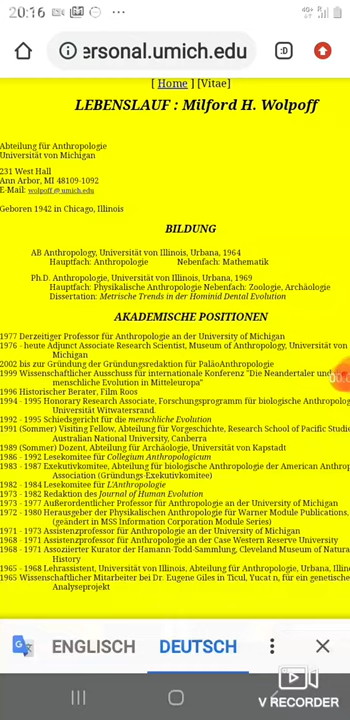 20:16
4G+
ersonal.umich.edu
:D
[ Home ] [Vitae]
LEBENSLAUF : Milford H. Wolpoff
Abteilung für Anthropologie
Universität von Michigan
231 West Hall
Ann Arbor, MI 48109-1092
E-Mail: wolpoff @ umich.edu
Geboren 1942 in Chicago, Illinois
BILDUNG
AB Anthropology, Universität von Illinois, Urbana, 1964
Hauptfach: Anthropologie Nebenfach: Mathematik
Ph.D. Anthropologie, Universität von Illinois, Urbana, 1969
Hauptfach: Physikalische Anthropologie Nebenfach: Zoologie, Archäologie
Dissertation: Metrische Trends in der Hominid Dental Evolution
AKADEMISCHE POSITIONEN
1977 Derzeitiger Professor für Anthropologie an der University of Michigan
1976 - heute Adjunct Associate Research Scientist, Museum of Anthropology, Universität von
Michigan
2002 bis zur Gründung der Gründungsredaktion für PaläoAnthropologie
1999 Wissenschaftlicher Ausschuss für internationale Konferenz "Die Neandertaler und
menschliche Evolution in Mitteleuropa"
1996 Historischer Berater, Film Roos
1994 - 1995 Honorary Research Associate, Forschungsprogramm für biologische Anthropolog
Universität Witwatersrand.
1992 - 1995 Schiedsgericht für die menschliche Evolution
1991 (Sommer) Visiting Fellow, Abteilung für Vorgeschichte, Research School of Pacific Studie
Australian National University, Canberra
1989 (Sommer) Dozent, Abteilung für Archäologie, Universität von Kapstadt
1986 - 1992 Lesekomitee für Collegium Anthropologicum
1983 - 1987 Exekutivkomitee, Abteilung für biologische Anthropologie der American Anthrop
Association (Gründungs-Exekutivkomitee)
1982 - 1984 Lesekomitee für L'Anthropologie
1973 - 1982 Redaktion des Journal of Human Evolution
1973 - 1977 Außerordentlicher Professor für Anthropologie an der University of Michigan
1972 - 1980 Herausgeber der Physikalischen Anthropologie für Warner Module Publications.
(geändert in MSS Information Corporation Module Series)
1971 - 1973 Assistenzprofessor für Anthropologie an der University of Michigan
1968 - 1971 Assistenzprofessor für Anthropologie an der Case Western Reserve University
1968 - 1971 Assoziierter Kurator der Hamann-Todd-Sammlung, Cleveland Museum of Natura
History
1965 - 1968 Lehrassistent, Universität von Illinois, Abteilung für Anthropologie, Urbana, Illino
1965 Wissenschaftlicher Mitarbeiter bei Dr. Eugene Giles in Ticul, Yucat n, für ein genetische
Analyseprojekt
ENGLISCH
DEUTSCH
V RECORDER